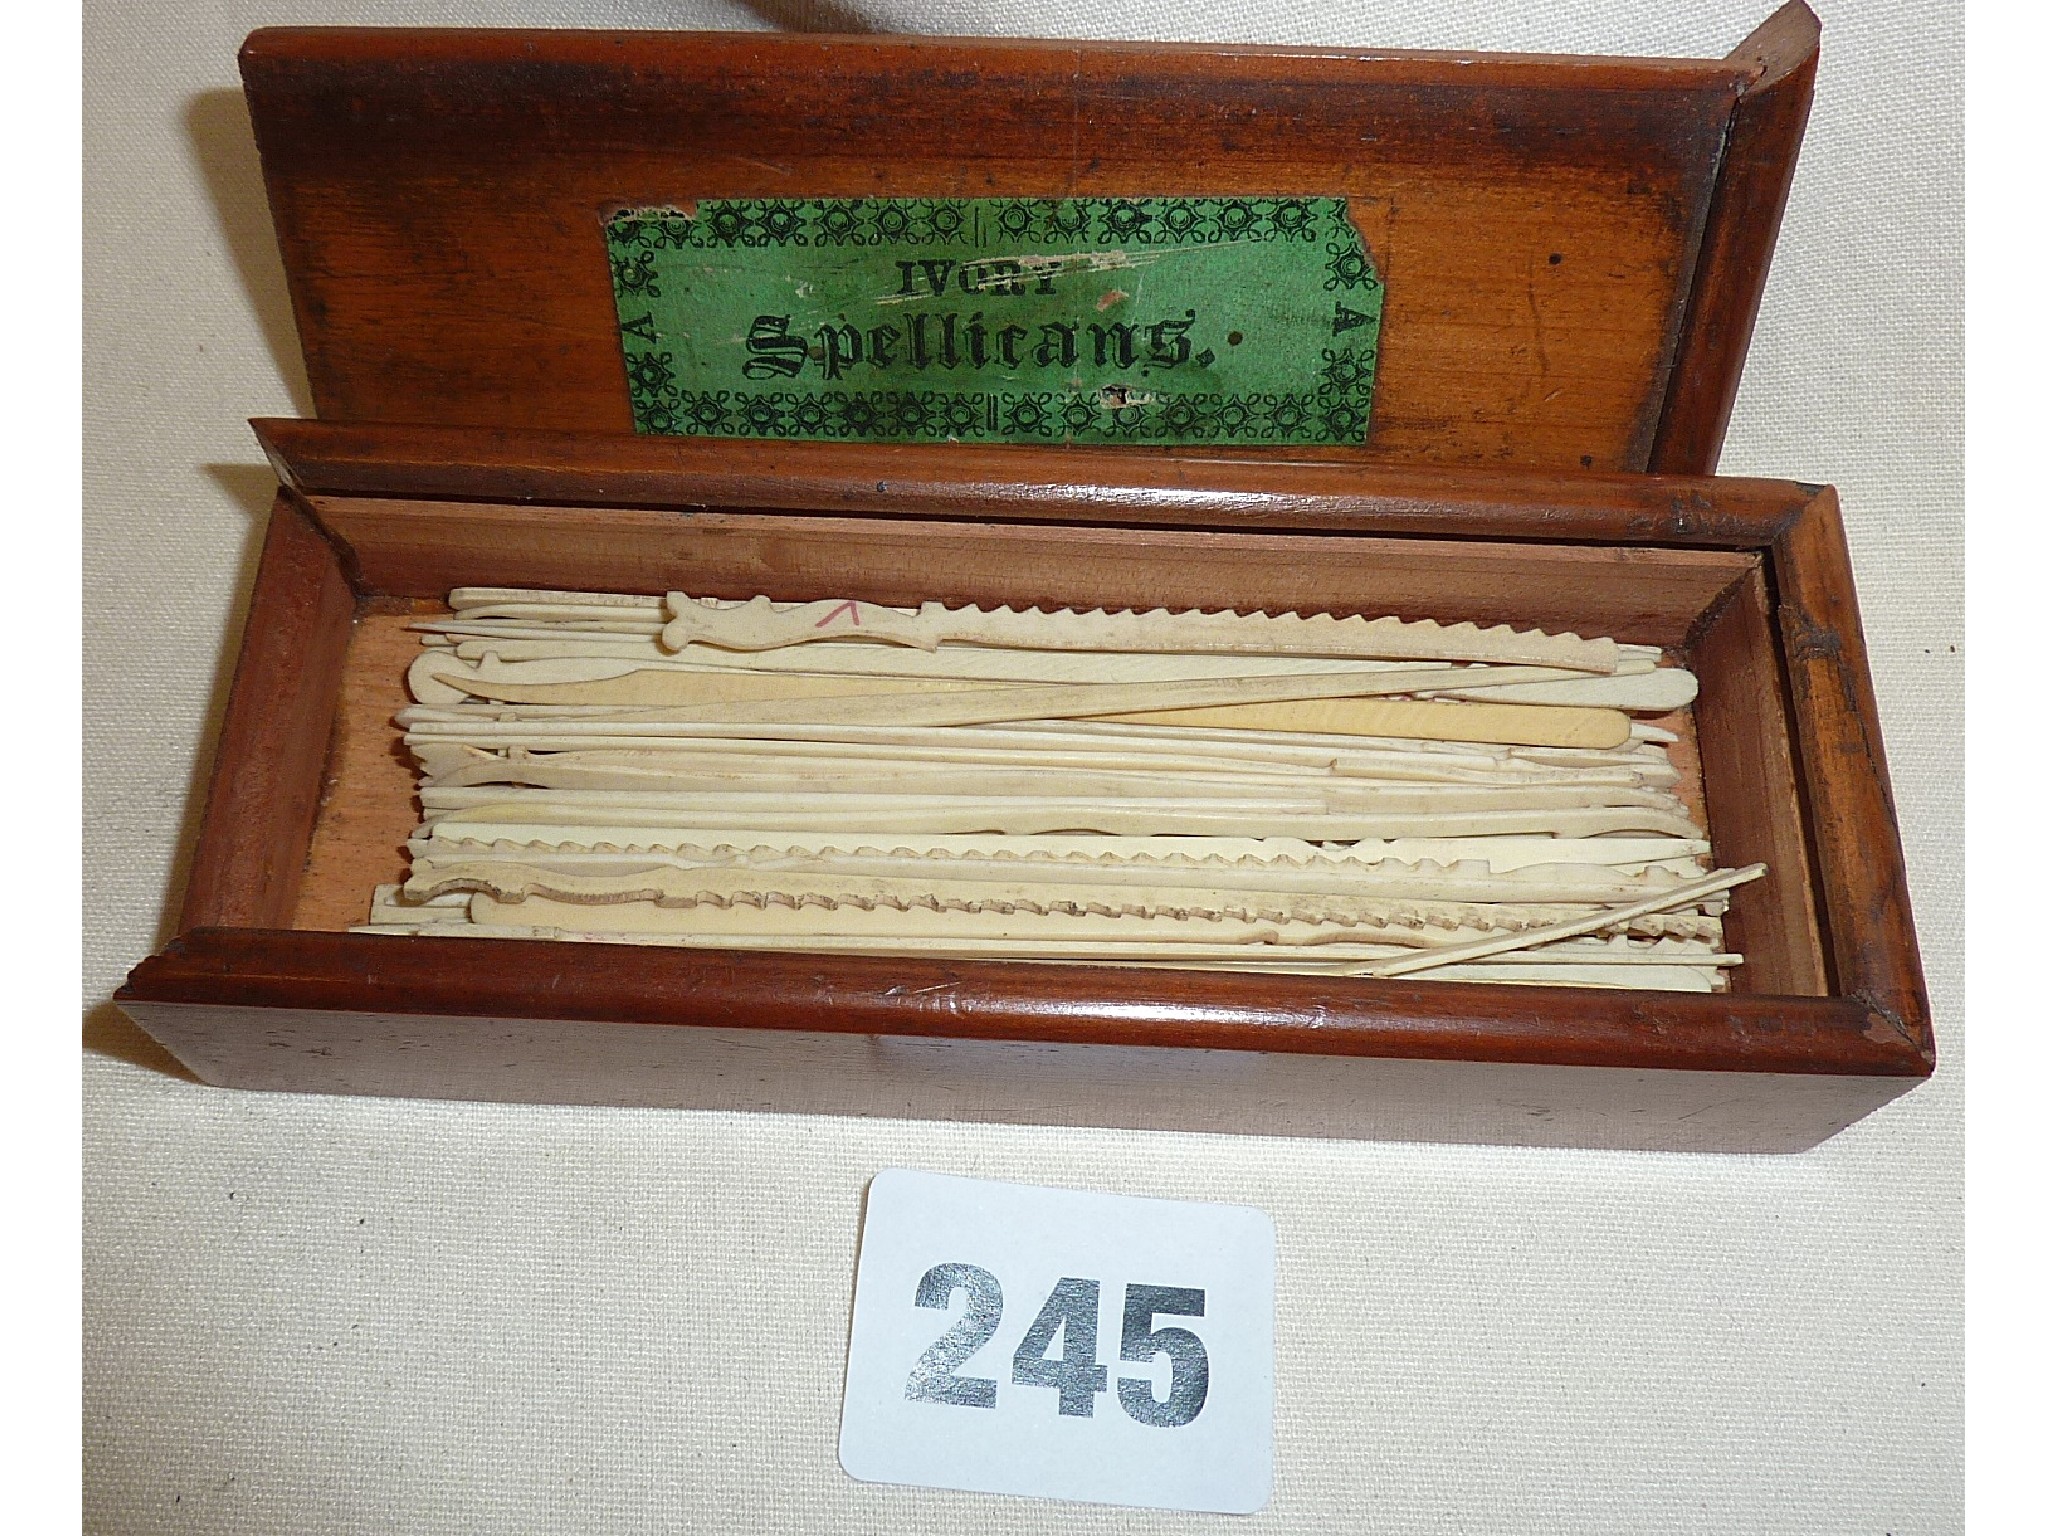 IVORY
Spellicans.
A
A
245